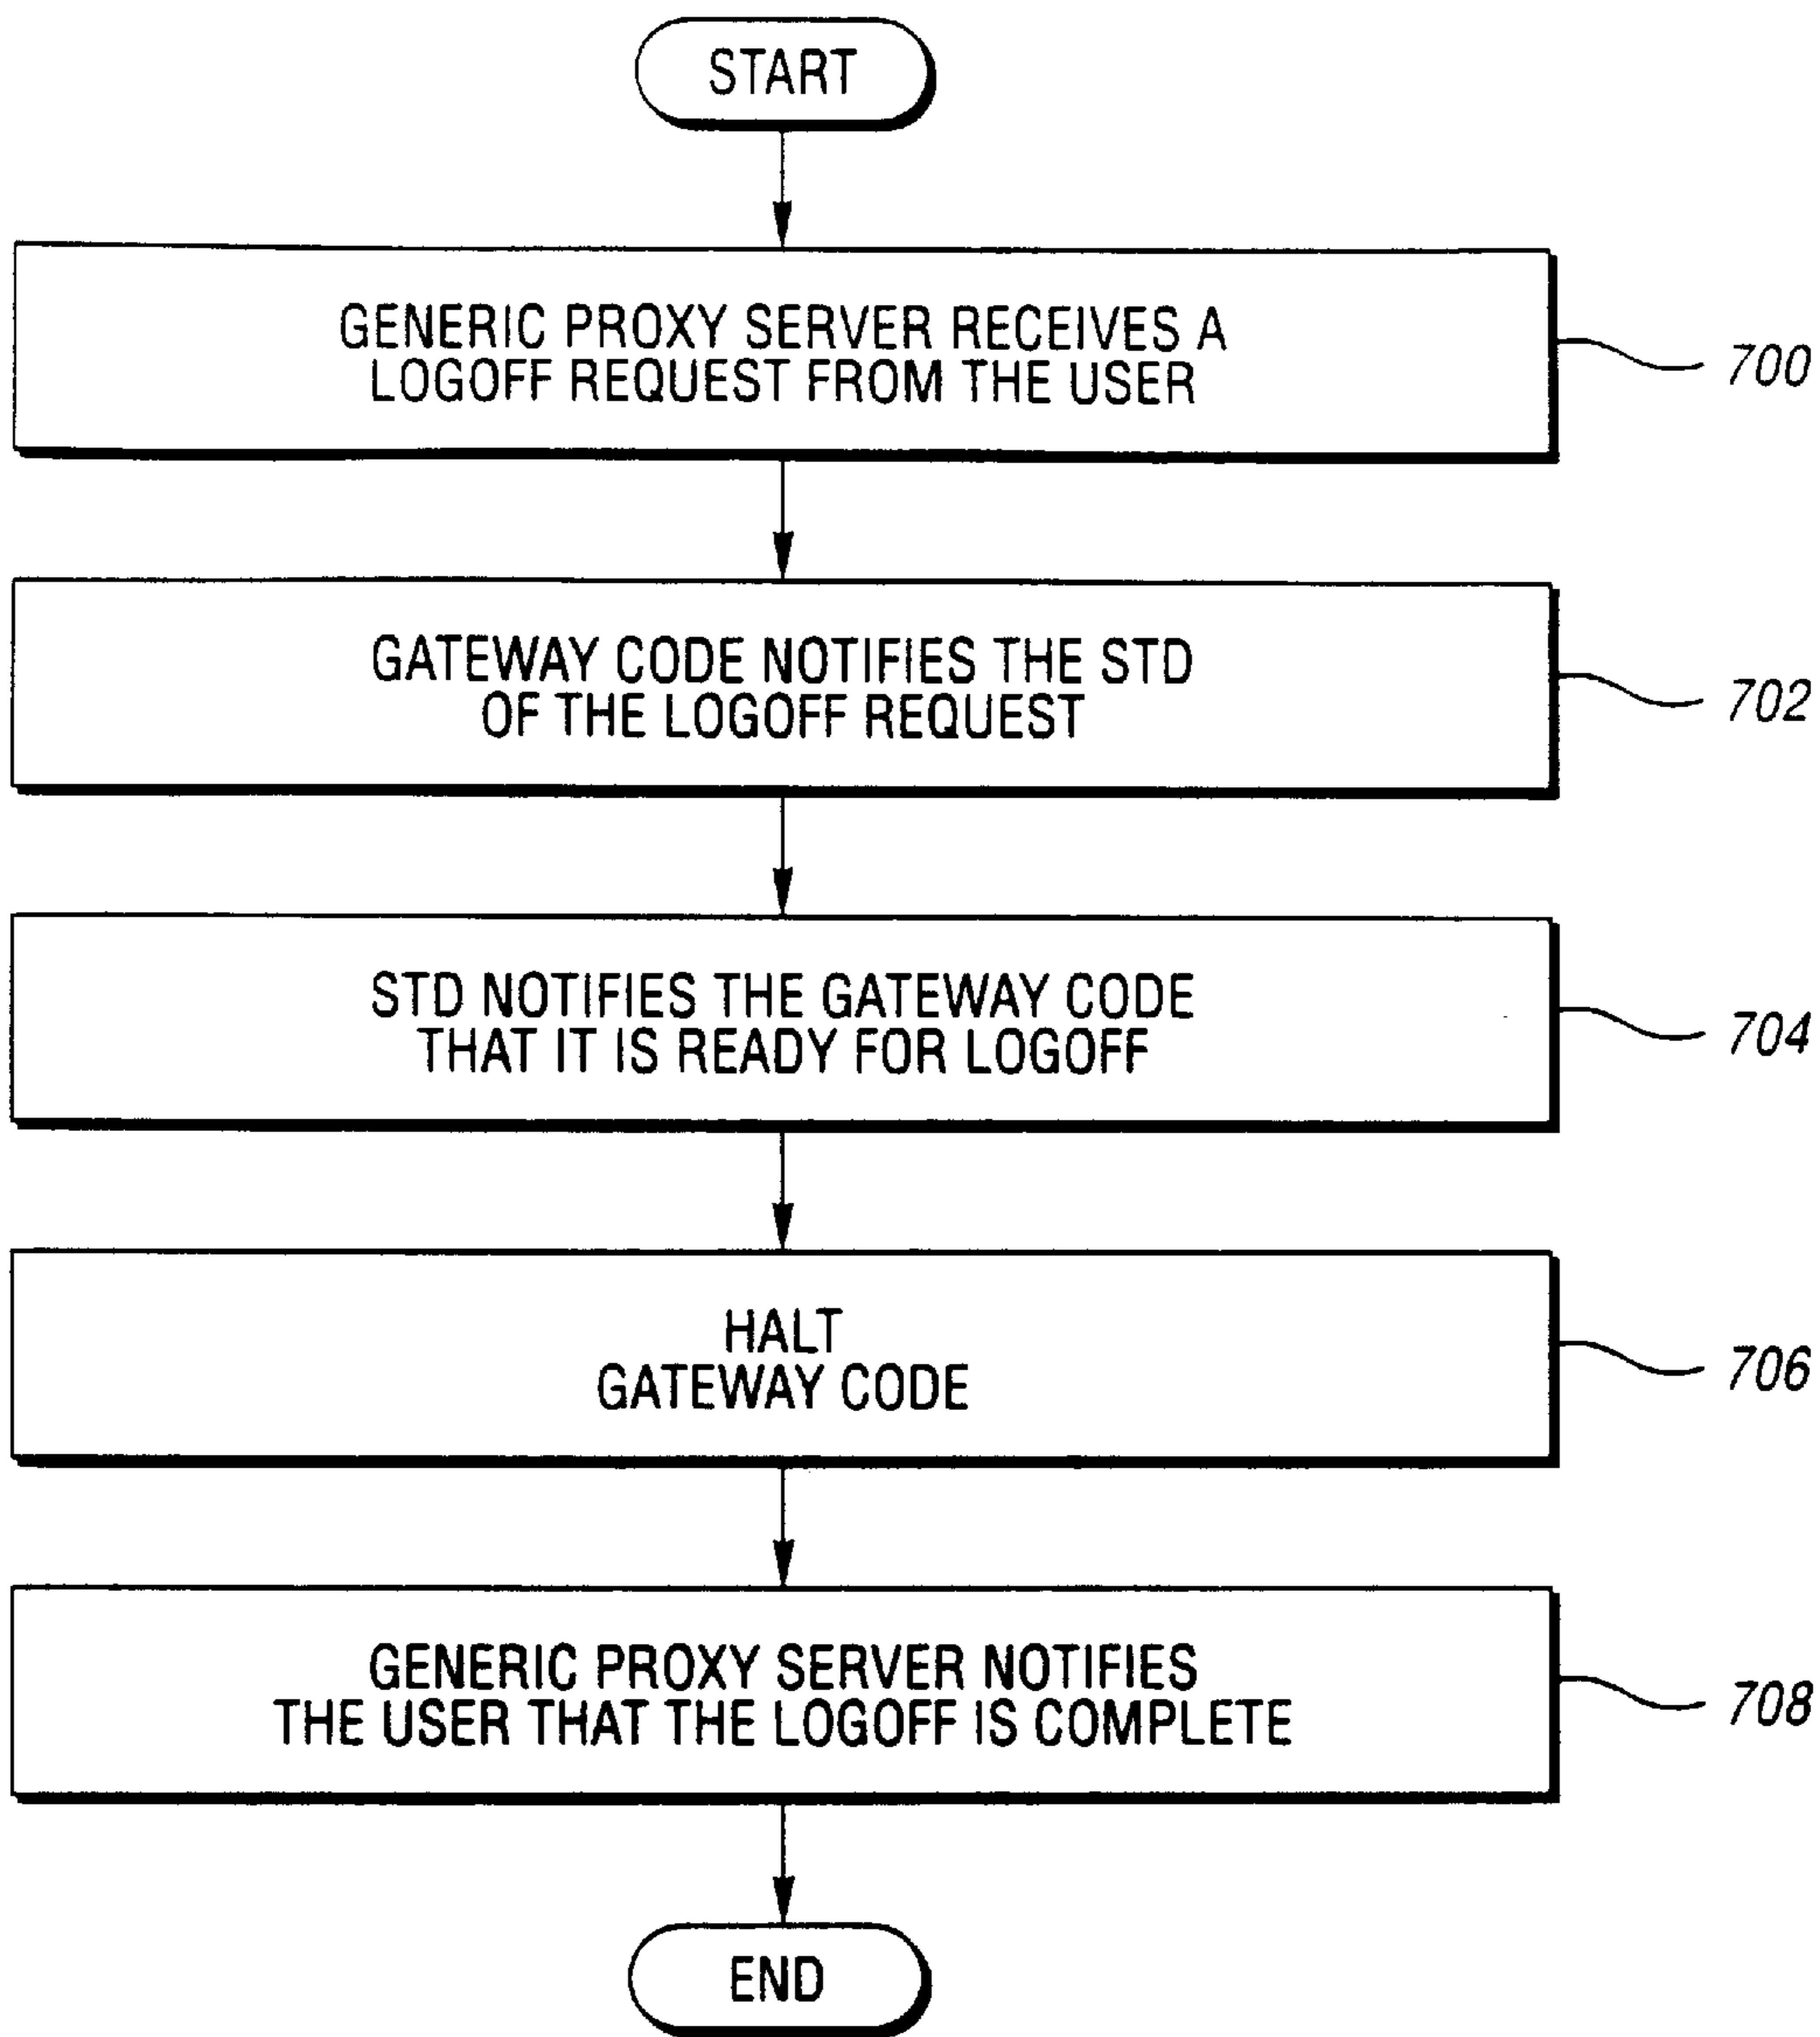 START
GENERIC PROXY SERVER RECEIVES A
LOGOFF REQUEST FROM THE USER
700
GATEWAY CODE NOTIFIES THE STD
OF THE LOGOFF REQUEST
702
STD NOTIFIES THE GATEWAY CODE
THAT IT IS READY FOR LOGOFF
704
HALT
GATEWAY CODE
706
GENERIC PROXY SERVER NOTIFIES
THE USER THAT THE LOGOFF IS COMPLETE
708
END